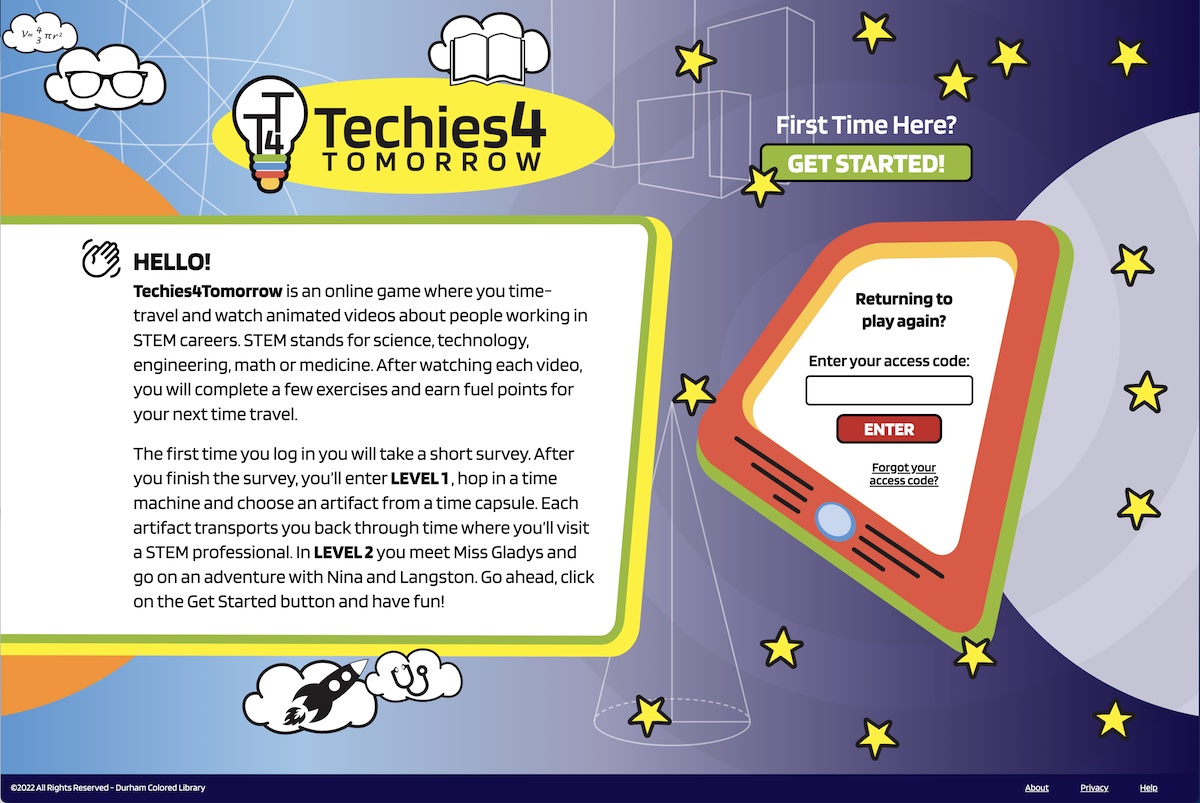 V= 4/3 πr²
TT4
Techies4
TOMORROW
First Time Here?
GET STARTED!
HELLO!
Techies4Tomorrow is an online game where you time-
travel and watch animated videos about people working in
STEM careers. STEM stands for science, technology,
engineering, math or medicine. After watching each video,
you will complete a few exercises and earn fuel points for
your next time travel.
The first time you log in you will take a short survey. After
you finish the survey, you'll enter LEVEL 1, hop in a time
machine and choose an artifact from a time capsule. Each
artifact transports you back through time where you'll visit
a STEM professional. In LEVEL 2 you meet Miss Gladys and
go on an adventure with Nina and Langston. Go ahead, click
on the Get Started button and have fun!
Returning to
play again?
Enter your access code:
ENTER
Forgot your
access code?
©2022 All Rights Reserved - Durham Colored Library
About
Privacy
Help